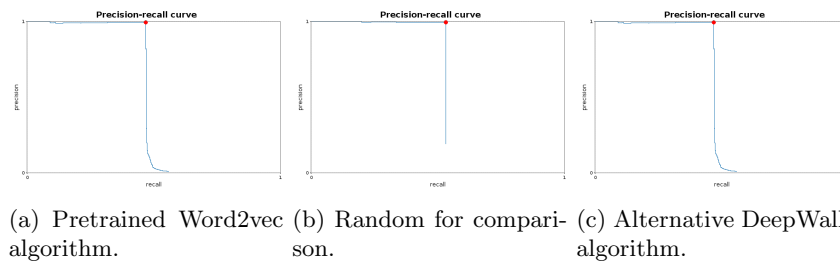 Precision-recall curve Precision-recall curve Precision-recall curve
1 1 1
precision precision precision
0 0 0
0 1 0 1 0
recall recall recall
(a) Pretrained Word2vec (b) Random for compari- (c) Alternative DeepWal
algorithm. son. algorithm.